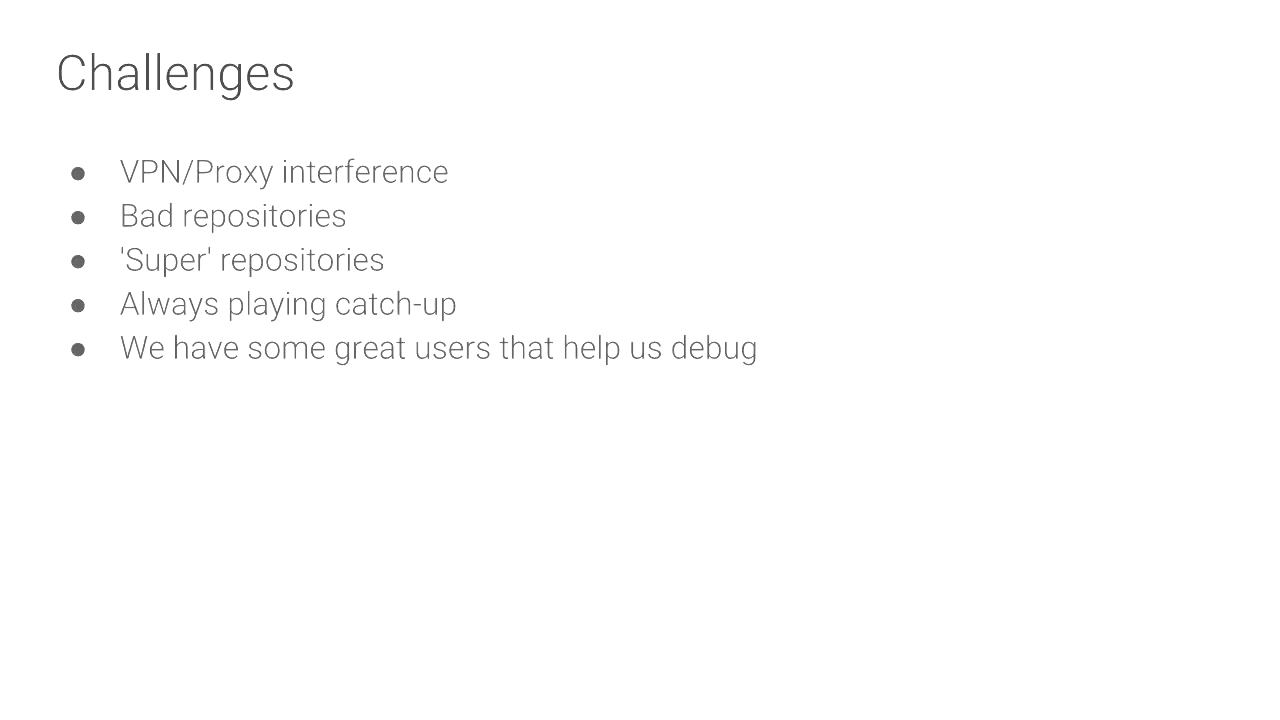 Challenges
● VPN/Proxy interference
● Bad repositories
● 'Super' repositories
● Always playing catch-up
● We have some great users that help us debug